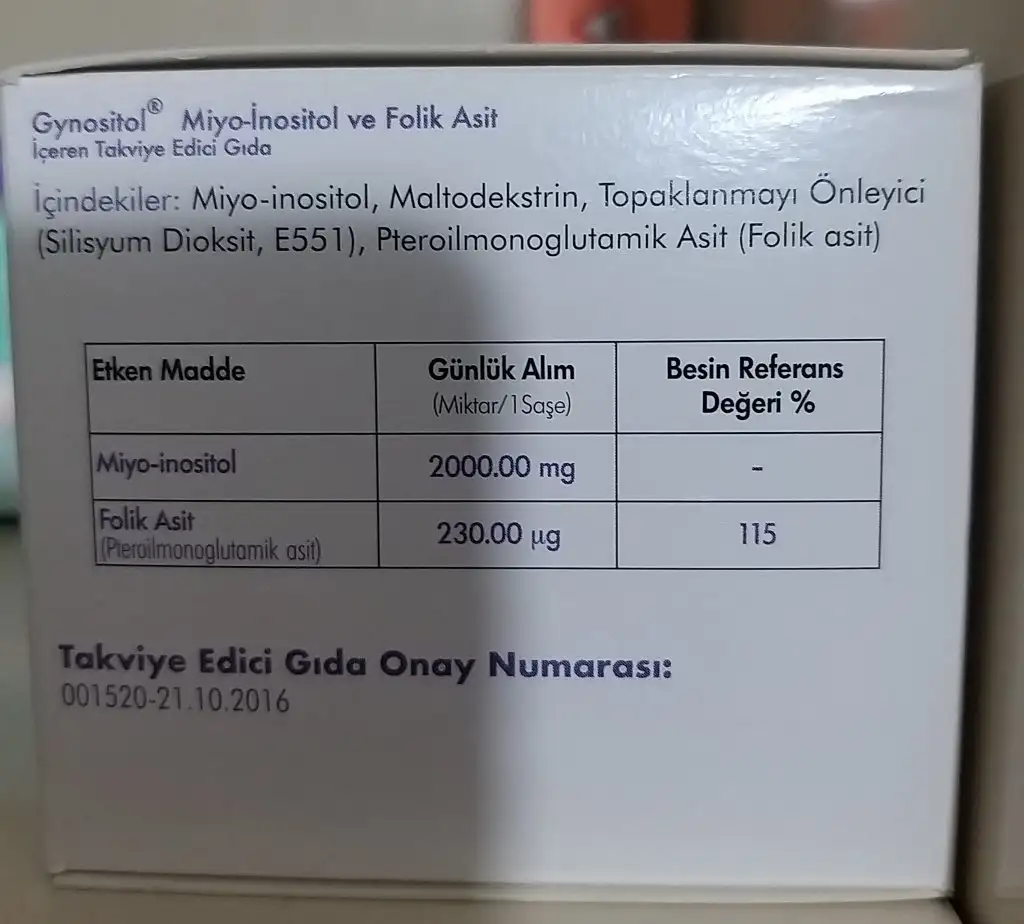 Gynositol® Miyo-İnositol ve Folik Asit
İçeren Takviye Edici Gıda
İçindekiler: Miyo-inositol, Maltodekstrin, Topaklanmayı Önleyici
(Silisyum Dioksit, E551), Pteroilmonoglutamik Asit (Folik asit)
Etken Madde
Günlük Alım
(Miktar/1Saşe)
Besin Referans
Değeri %
Miyo-inositol
2000.00 mg
-
Folik Asit
(Pteroilmonoglutamik asit)
230.00 µg
115
Takviye Edici Gıda Onay Numarası:
001520-21.10.2016